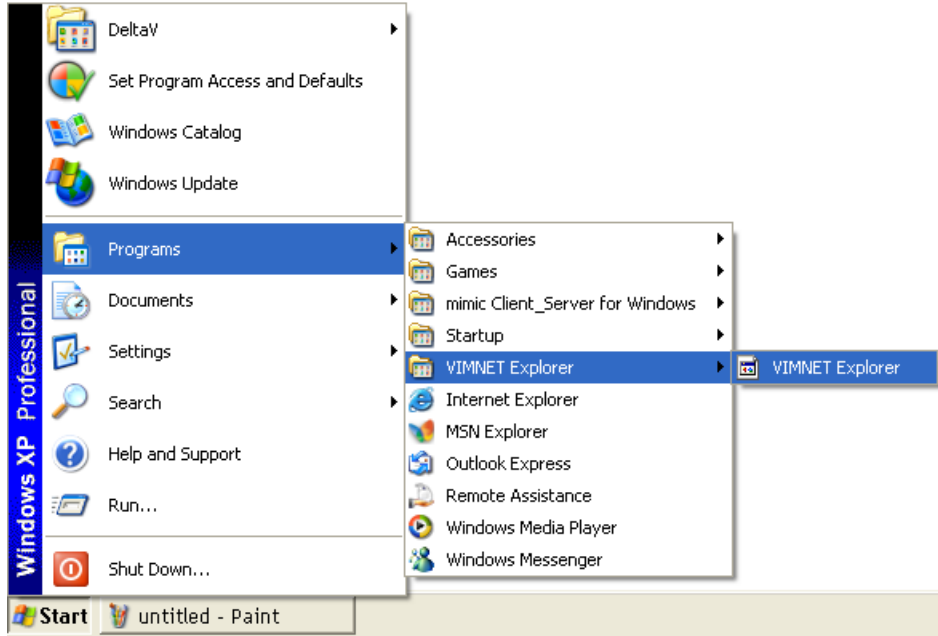 DeltaV
Set Program Access and Defaults
Windows Catalog
Windows Update
Programs
Documents
Settings
Search
Help and Support
Run...
Shut Down...
Windows XP Professional
Accessories
Games
mimic Client_Server for Windows
Startup
VIMNET Explorer
Internet Explorer
MSN Explorer
Outlook Express
Remote Assistance
Windows Media Player
Windows Messenger
VIMNET Explorer
Start
untitled - Paint